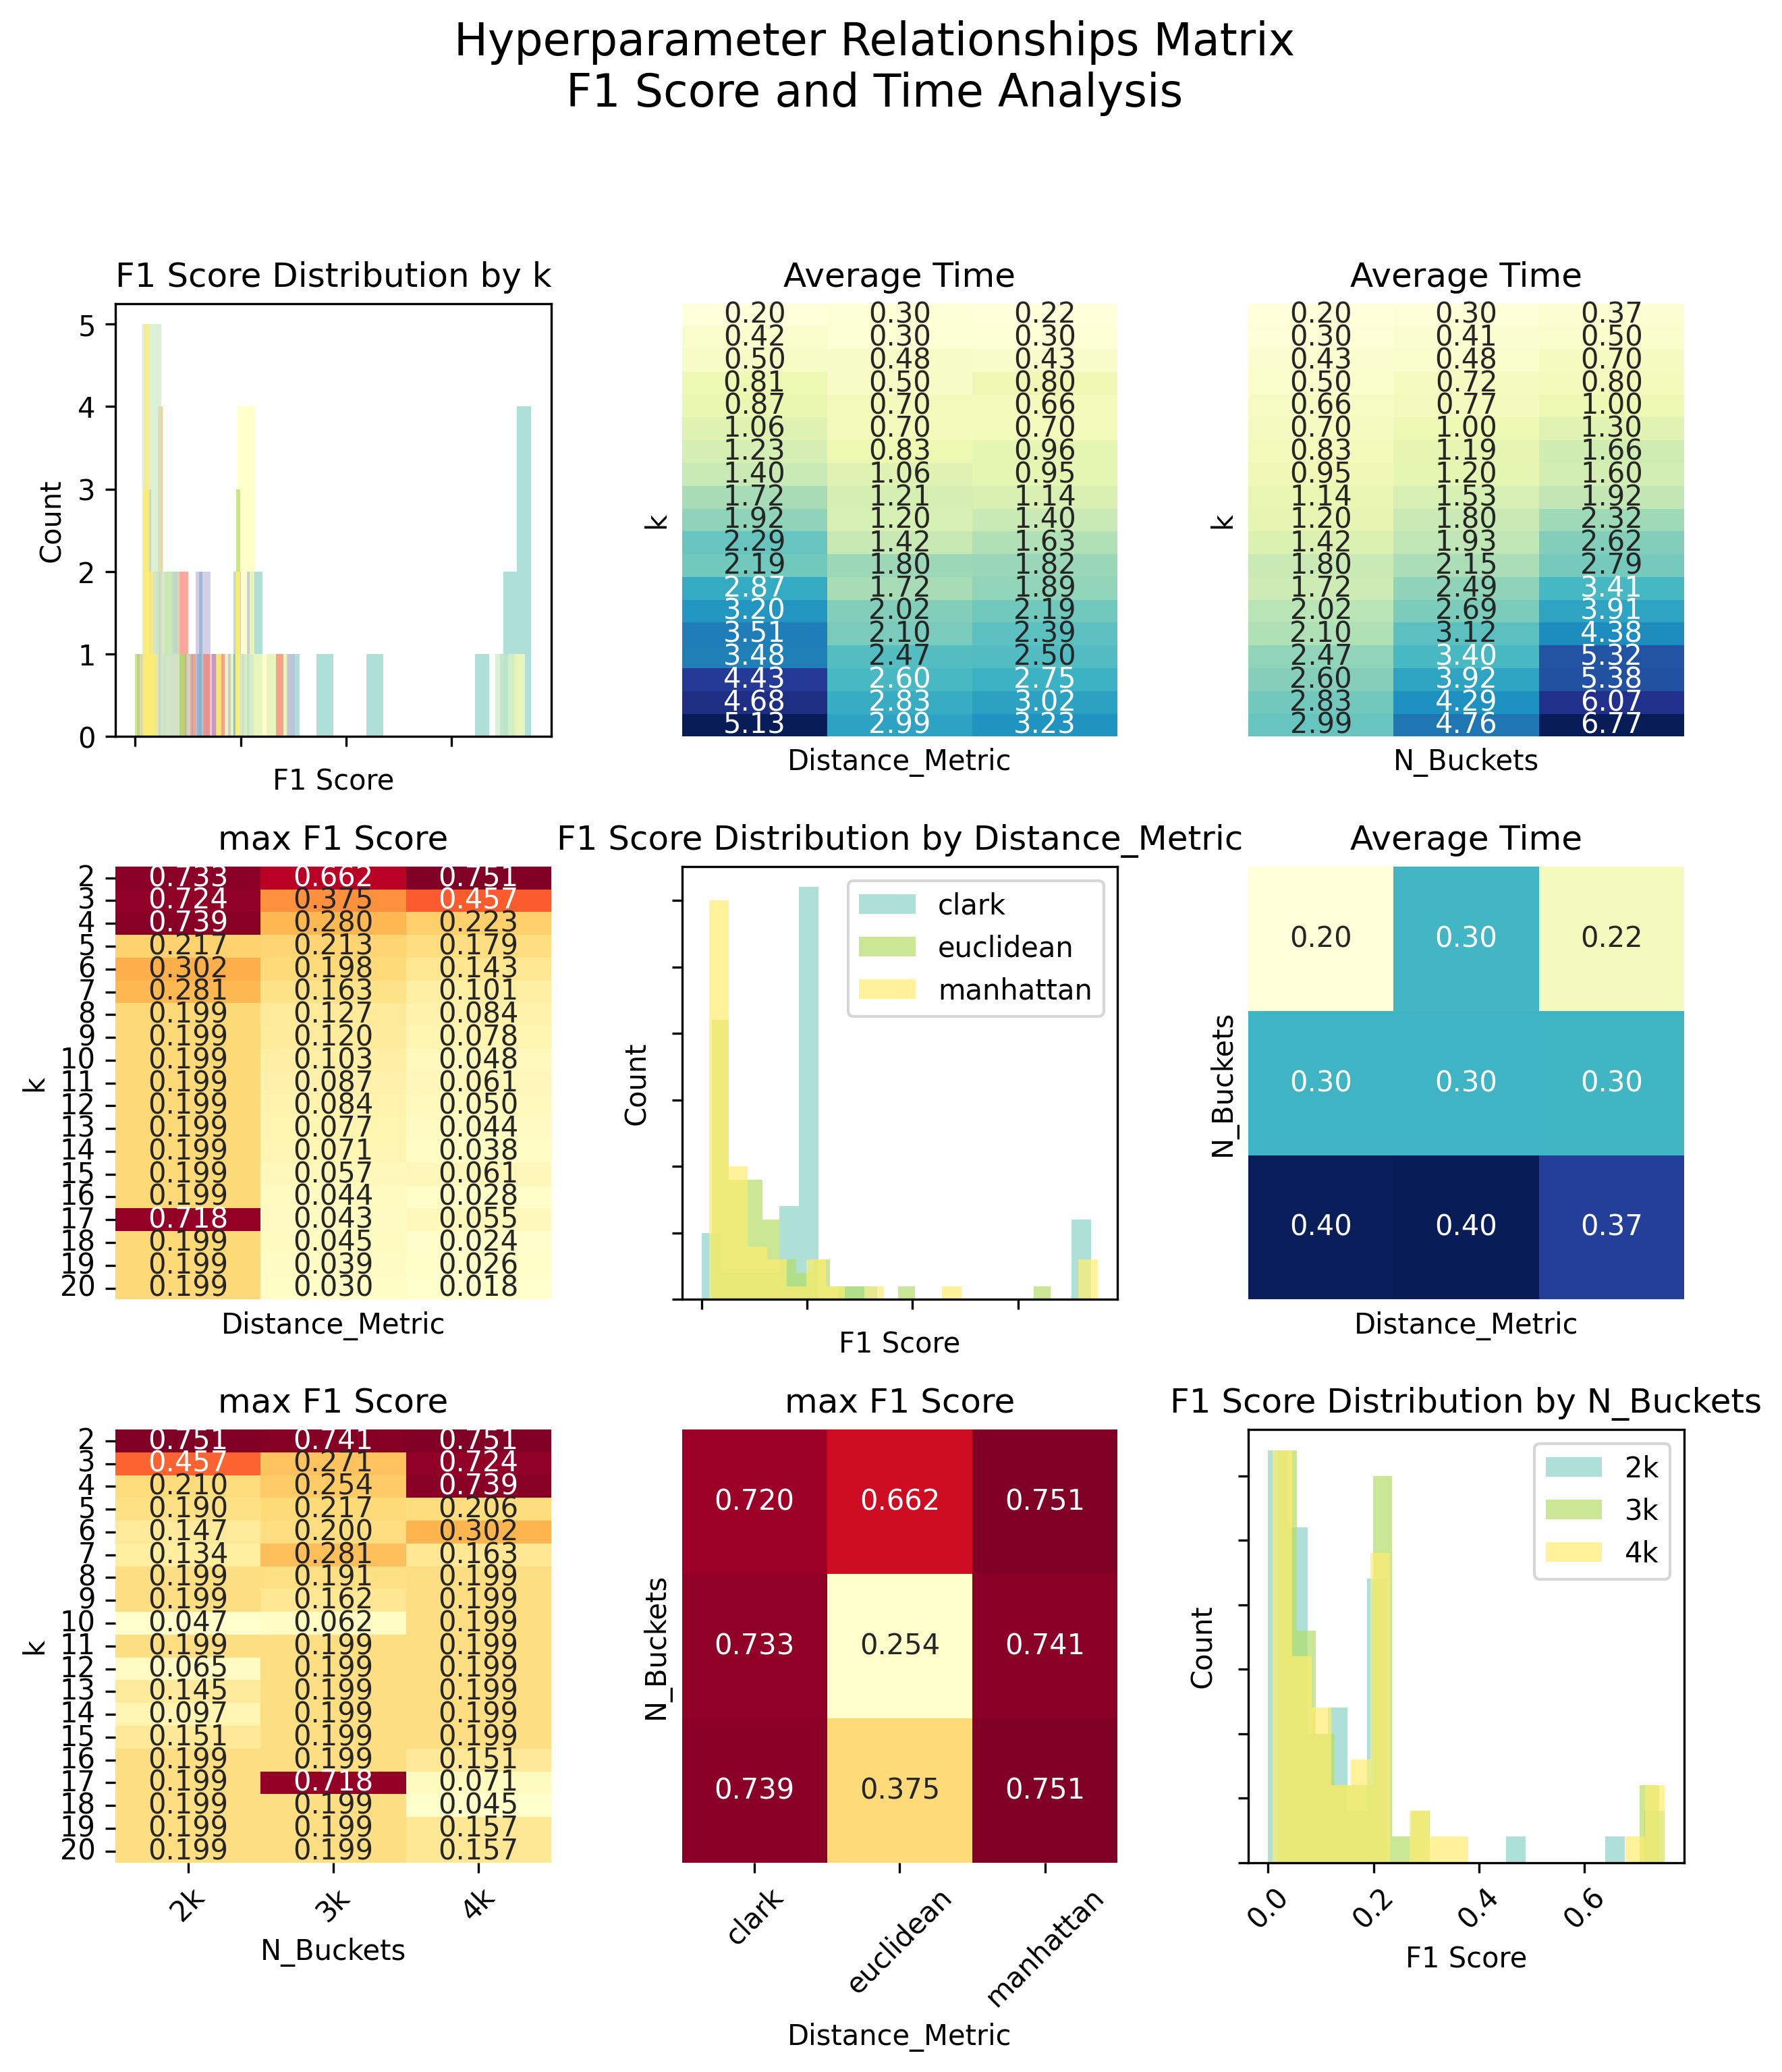 Hyperparameter Relationships Matrix
F1 Score and Time Analysis
F1 Score Distribution by k
5
4
3
2
1
0
Count
F1 Score
Average Time
0.20 0.30 0.22
0.42 0.30 0.30
0.50 0.48 0.43
0.81 0.50 0.80
0.87 0.70 0.66
1.06 0.70 0.70
1.23 0.83 0.96
1.40 1.06 0.95
1.72 1.21 1.14
1.92 1.20 1.40
2.29 1.42 1.63
2.19 1.80 1.82
2.87 1.72 1.89
3.20 2.02 2.19
3.51 2.10 2.39
3.48 2.47 2.50
4.43 2.60 2.75
4.68 2.83 3.02
5.13 2.99 3.23
k
Distance_Metric
Average Time
0.20 0.30 0.37
0.30 0.41 0.50
0.43 0.48 0.70
0.50 0.72 0.80
0.66 0.77 1.00
0.70 1.00 1.30
0.83 1.19 1.66
0.95 1.20 1.60
1.14 1.53 1.92
1.20 1.80 2.32
1.42 1.93 2.62
1.80 2.15 2.79
1.72 2.49 3.41
2.02 2.69 3.91
2.10 3.12 4.38
2.47 3.40 5.32
2.60 3.92 5.38
2.83 4.29 6.07
2.99 4.76 6.77
k
N_Buckets
max F1 Score
2 0.733 0.662 0.751
3 0.724 0.375 0.457
4 0.739 0.280 0.223
5 0.217 0.213 0.179
6 0.302 0.198 0.143
7 0.281 0.163 0.101
8 0.199 0.127 0.084
9 0.199 0.120 0.078
10 0.199 0.103 0.048
11 0.199 0.087 0.061
12 0.199 0.084 0.050
13 0.199 0.077 0.044
14 0.199 0.071 0.038
15 0.199 0.057 0.061
16 0.199 0.044 0.028
17 0.718 0.043 0.055
18 0.199 0.045 0.024
19 0.199 0.039 0.026
20 0.199 0.030 0.018
k
Distance_Metric
F1 Score Distribution by Distance_Metric
clark
euclidean
manhattan
Count
F1 Score
Average Time
0.20 0.30 0.22
0.30 0.30 0.30
0.40 0.40 0.37
N_Buckets
Distance_Metric
max F1 Score
2 0.751 0.741 0.751
3 0.457 0.271 0.724
4 0.210 0.254 0.739
5 0.190 0.217 0.206
6 0.147 0.200 0.302
7 0.134 0.281 0.163
8 0.199 0.191 0.199
9 0.199 0.162 0.199
10 0.047 0.062 0.199
11 0.199 0.199 0.199
12 0.065 0.199 0.199
13 0.145 0.199 0.199
14 0.097 0.199 0.199
15 0.151 0.199 0.199
16 0.199 0.199 0.151
17 0.199 0.718 0.071
18 0.199 0.199 0.045
19 0.199 0.199 0.157
20 0.199 0.199 0.157
k
2k 3k 4k
N_Buckets
max F1 Score
0.720 0.662 0.751
0.733 0.254 0.741
0.739 0.375 0.751
N_Buckets
clark euclidean manhattan
Distance_Metric
F1 Score Distribution by N_Buckets
2k
3k
4k
Count
0.0 0.2 0.4 0.6
F1 Score